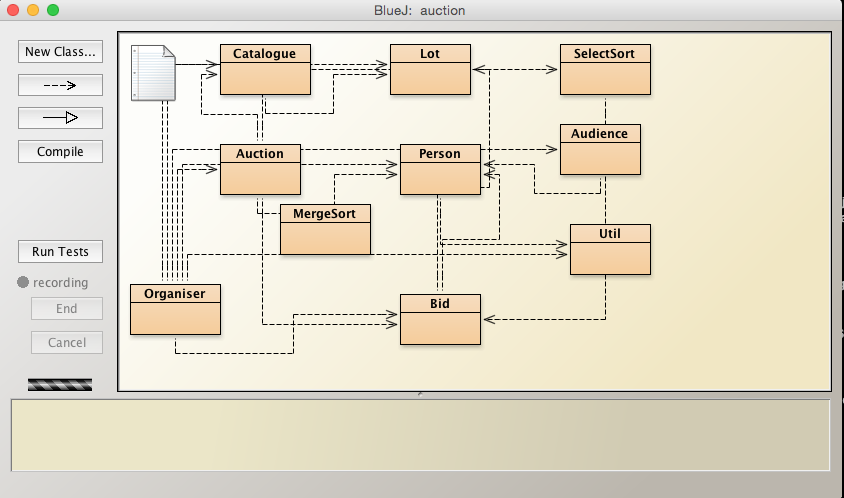 BlueJ: auction
New Class...
Compile
Run Tests
recording
End
Cancel
Catalogue
Lot
SelectSort
Audience
Auction
Person
MergeSort
Util
Organiser
Bid